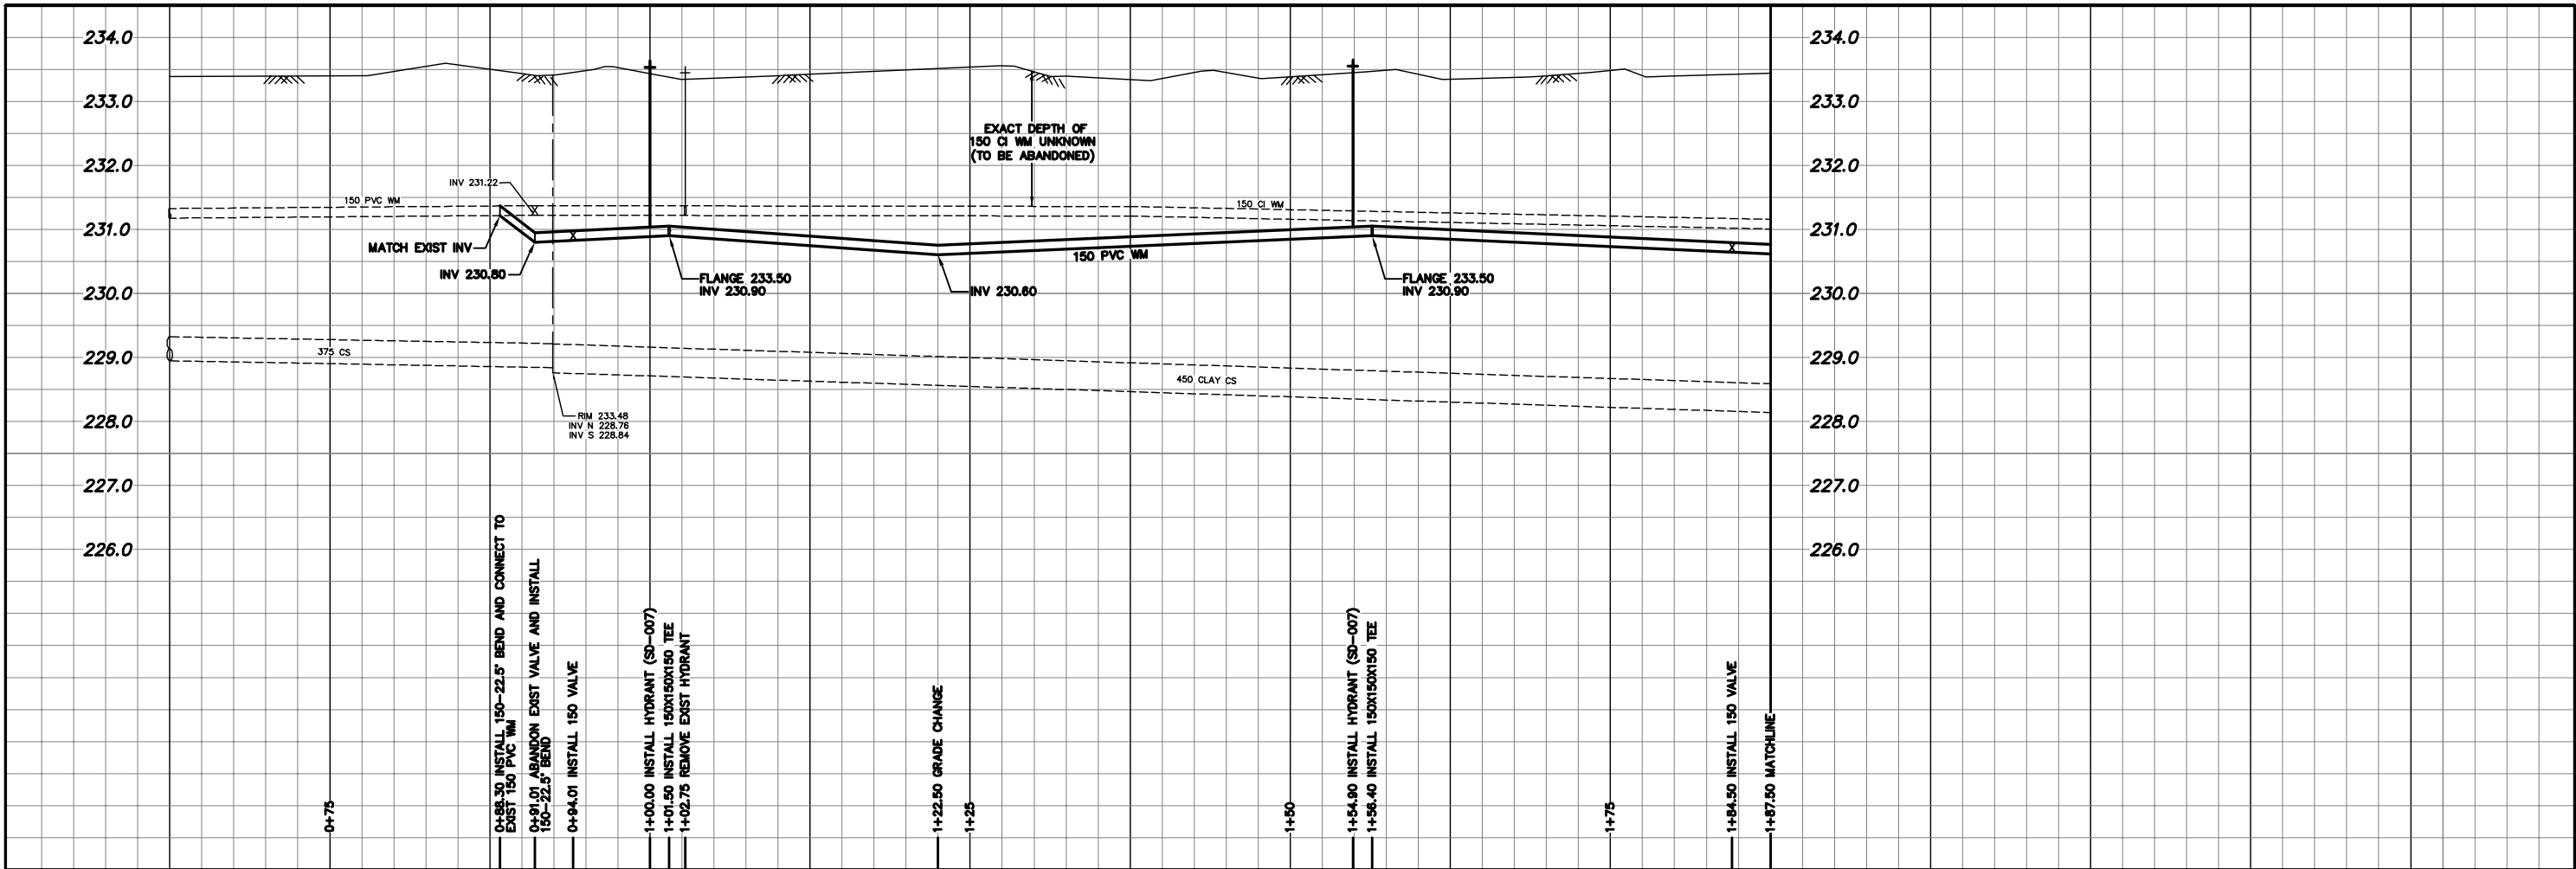 234.0
234.0
233.0
233.0
EXACT DEPTH OF
150 CI WM UNKNOWN
(TO BE ABANDONED)
232.0
232.0
INV 231.22
150 PVC WM
150 CI WM
231.0
231.0
MATCH EXIST INV
INV 230.80
150 PVC WM
FLANGE 233.50
INV 230.90
INV 230.60
FLANGE 233.50
INV 230.90
230.0
230.0
229.0
229.0
375 CS
450 CLAY CS
RIM 233.48
INV N 228.76
INV S 228.84
228.0
228.0
227.0
227.0
226.0
226.0
0+75
0+88.30 INSTALL 150-22.5° BEND AND CONNECT TO
EXIST 150 PVC WM
0+91.01 ABANDON EXIST VALVE AND INSTALL
150-22.5° BEND
0+94.01 INSTALL 150 VALVE
1+00.00 INSTALL HYDRANT (SD-007)
1+01.50 INSTALL 150X150X150 TEE
1+02.75 REMOVE EXIST HYDRANT
1+22.50 GRADE CHANGE
1+25
1+50
1+54.90 INSTALL HYDRANT (SD-007)
1+56.40 INSTALL 150X150X150 TEE
1+75
1+84.50 INSTALL 150 VALVE
1+87.50 MATCHLINE